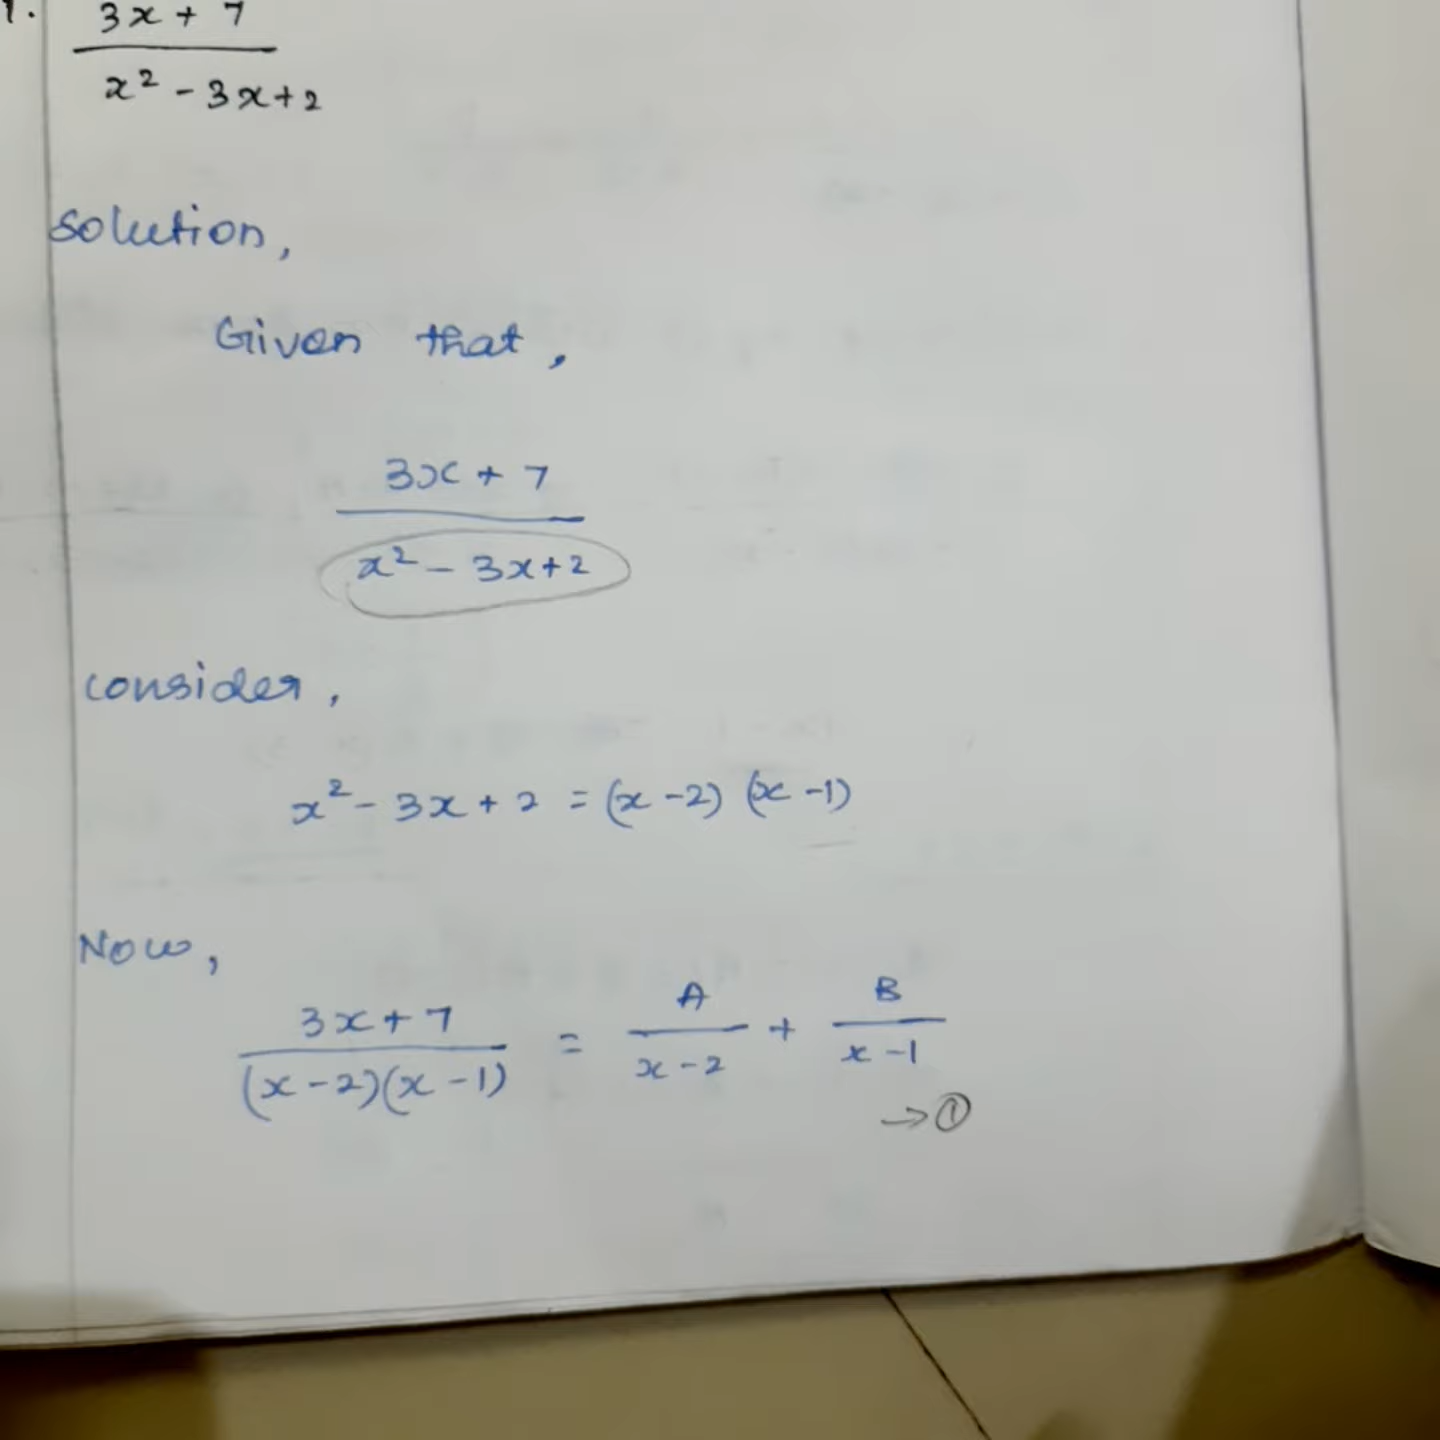 1. 3x + 7
x² - 3x+2
solution,
Given that,
3x + 7
x² - 3x+2
consider,
x² - 3x + 2 = (x -2) (x -1)
Now,
3x+7 / (x-2)(x-1) = A / x-2 + B / x-1
→①